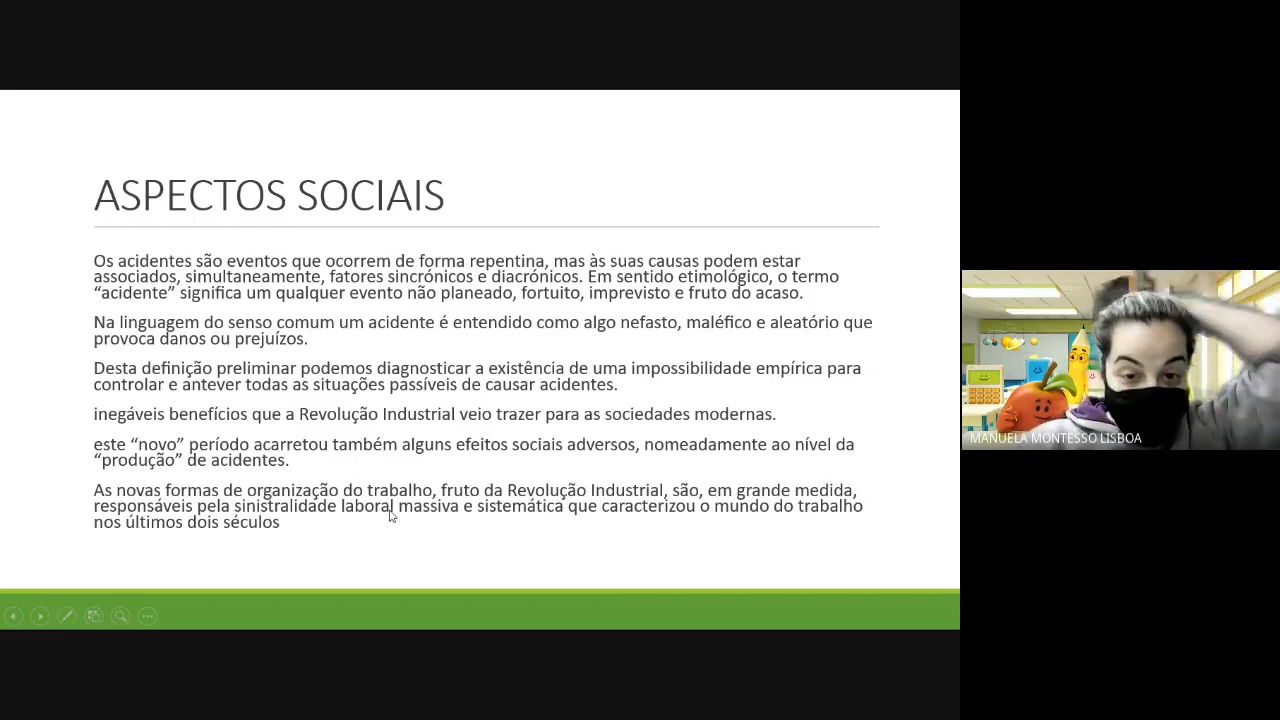 ASPECTOS SOCIAIS
Os acidentes são eventos que ocorrem de forma repentina, mas às suas causas podem estar
associados, simultaneamente, fatores sincrónicos e diacrónicos. Em sentido etimológico, o termo
“acidente” significa um qualquer evento não planeado, fortuito, imprevisto e fruto do acaso.
Na linguagem do senso comum um acidente é entendido como algo nefasto, maléfico e aleatório que
provoca danos ou prejuízos.
Desta definição preliminar podemos diagnosticar a existência de uma impossibilidade empírica para
controlar e antever todas as situações passíveis de causar acidentes.
inegáveis benefícios que a Revolução Industrial veio trazer para as sociedades modernas.
este “novo” período acarretou também alguns efeitos sociais adversos, nomeadamente ao nível da
“produção” de acidentes.
As novas formas de organização do trabalho, fruto da Revolução Industrial, são, em grande medida,
responsáveis pela sinistralidade laboral massiva e sistemática que caracterizou o mundo do trabalho
nos últimos dois séculos
MANUELA MONTESSO LISBOA